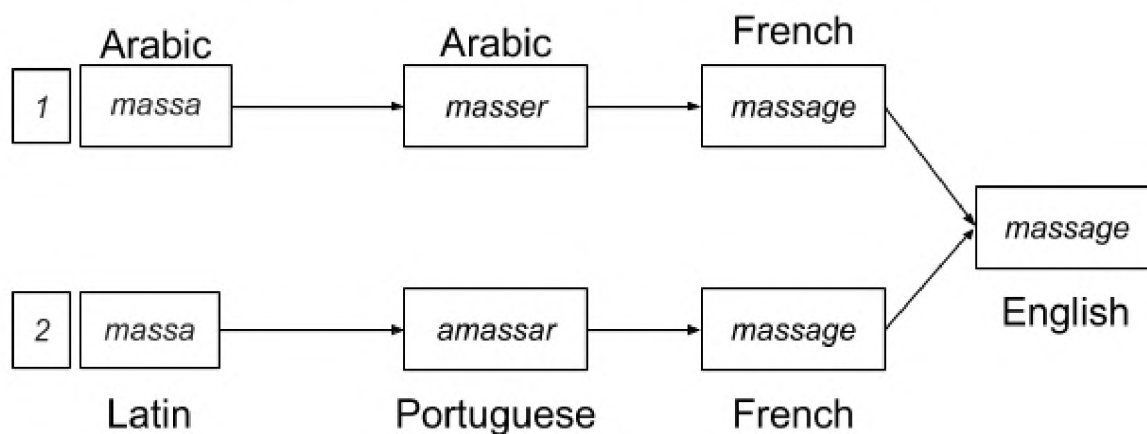 Arabic Arabic French
1 massa masser massage
massage
English
2 massa amassar massage
Latin Portuguese French